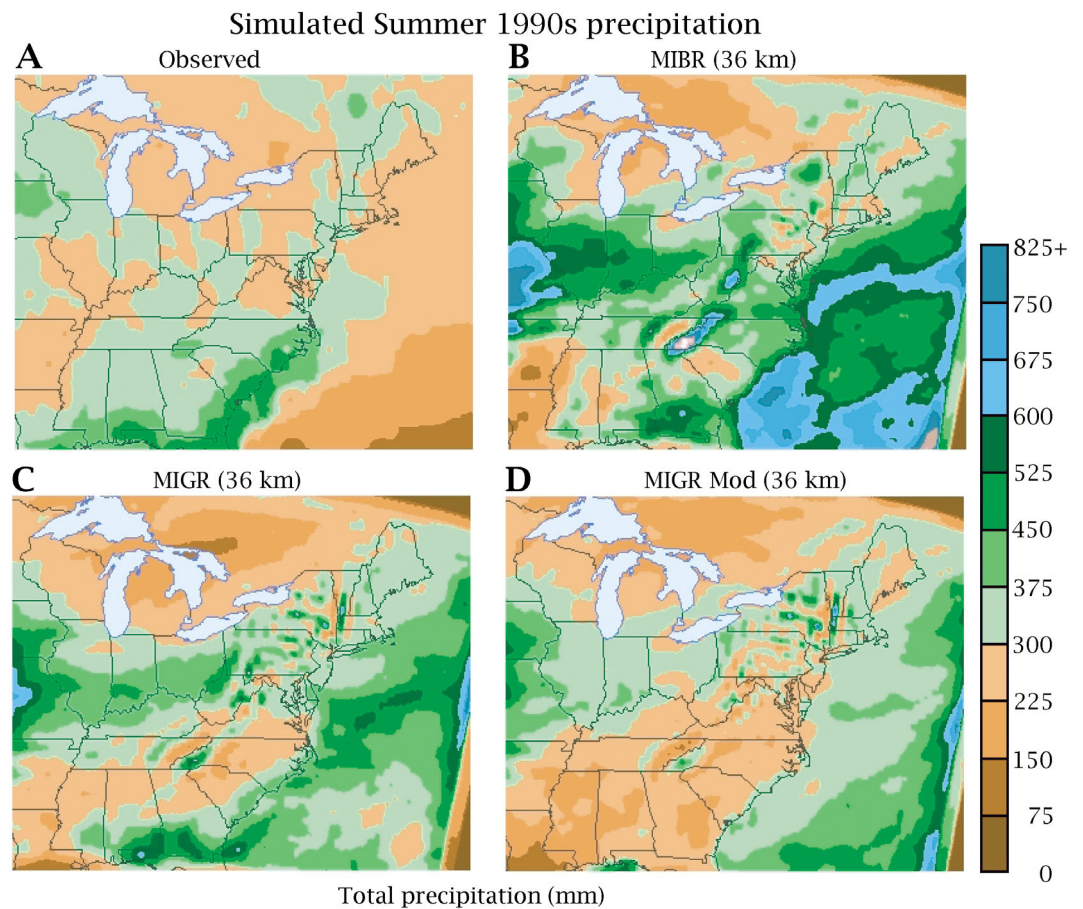 Simulated Summer 1990s precipitation
A
Observed
B
MIBR (36 km)
C
MIGR (36 km)
D
MIGR Mod (36 km)
825+
750
675
600
525
450
375
300
225
150
75
0
Total precipitation (mm)